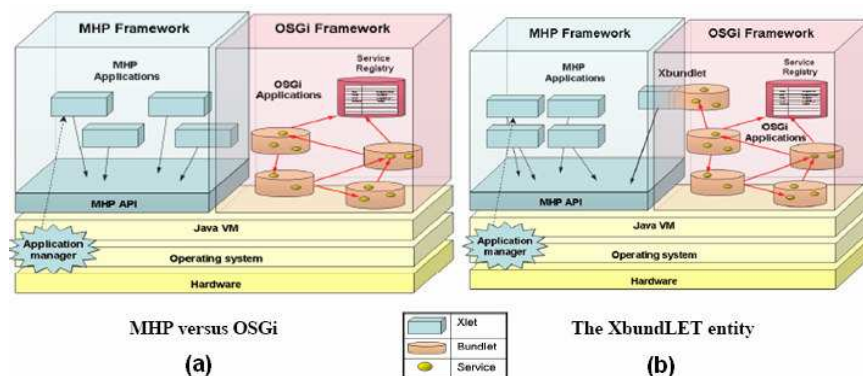 MHP Framework
OSGi Framework
MHP
Applications
OSGi
Applications
Service
Registry
MHP API
Java VM
Application
manager
Operating system
Hardware
MHP versus OSGi
(a)
Xlet
Bundlet
Service
MHP Framework
OSGi Framework
MHP
Applications
Xbundlet
Service
Registry
OSGi
Applications
MHP API
Java VM
Application
manager
Operating system
Hardware
The XbundLET entity
(b)